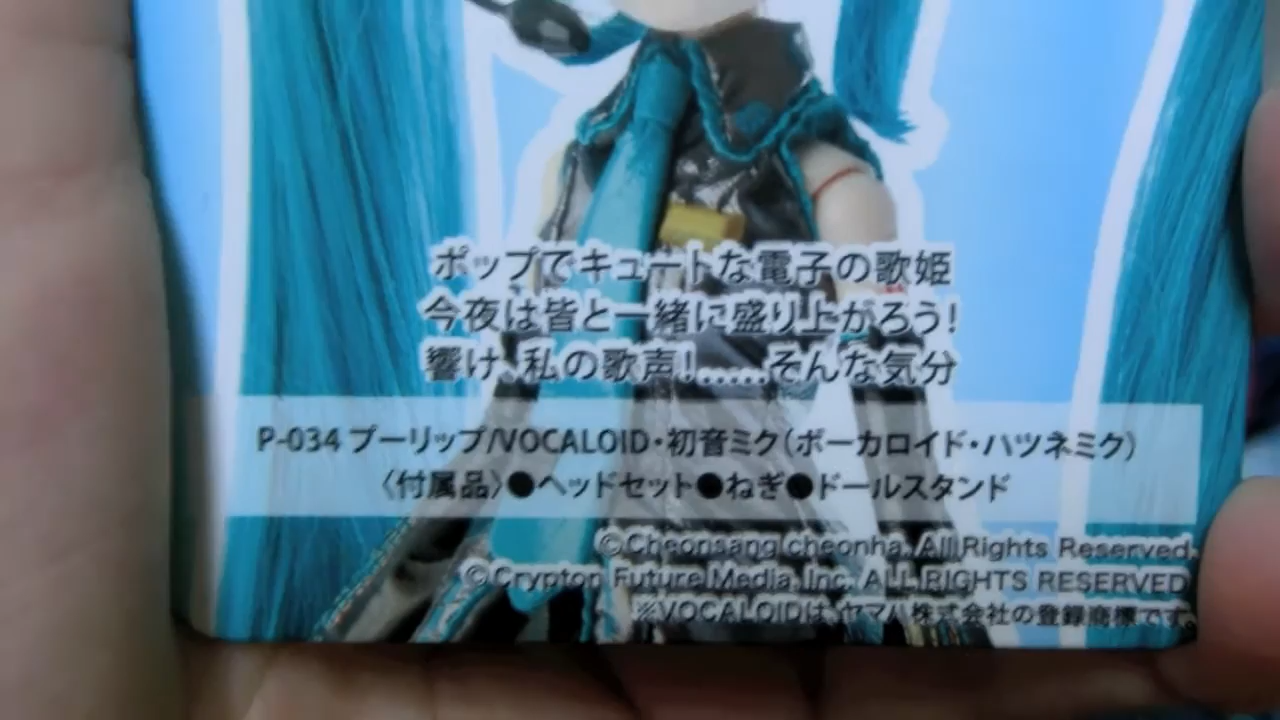 ポップでキュートな電子の歌姫
今夜は皆と一緒に盛り上がろう!
響け、私の歌声!.....そんな気分
P-034 プーリップ/VOCALOID・初音ミク(ボーカロイド・ハツネミク)
〈付属品〉●ヘッドセット●ねぎ●ドールスタンド
©Cheonsang cheonha. All Rights Reserved.
©Crypton Future Media, Inc. ALL RIGHTS RESERVED
※VOCALOIDは、ヤマハ株式会社の登録商標です。